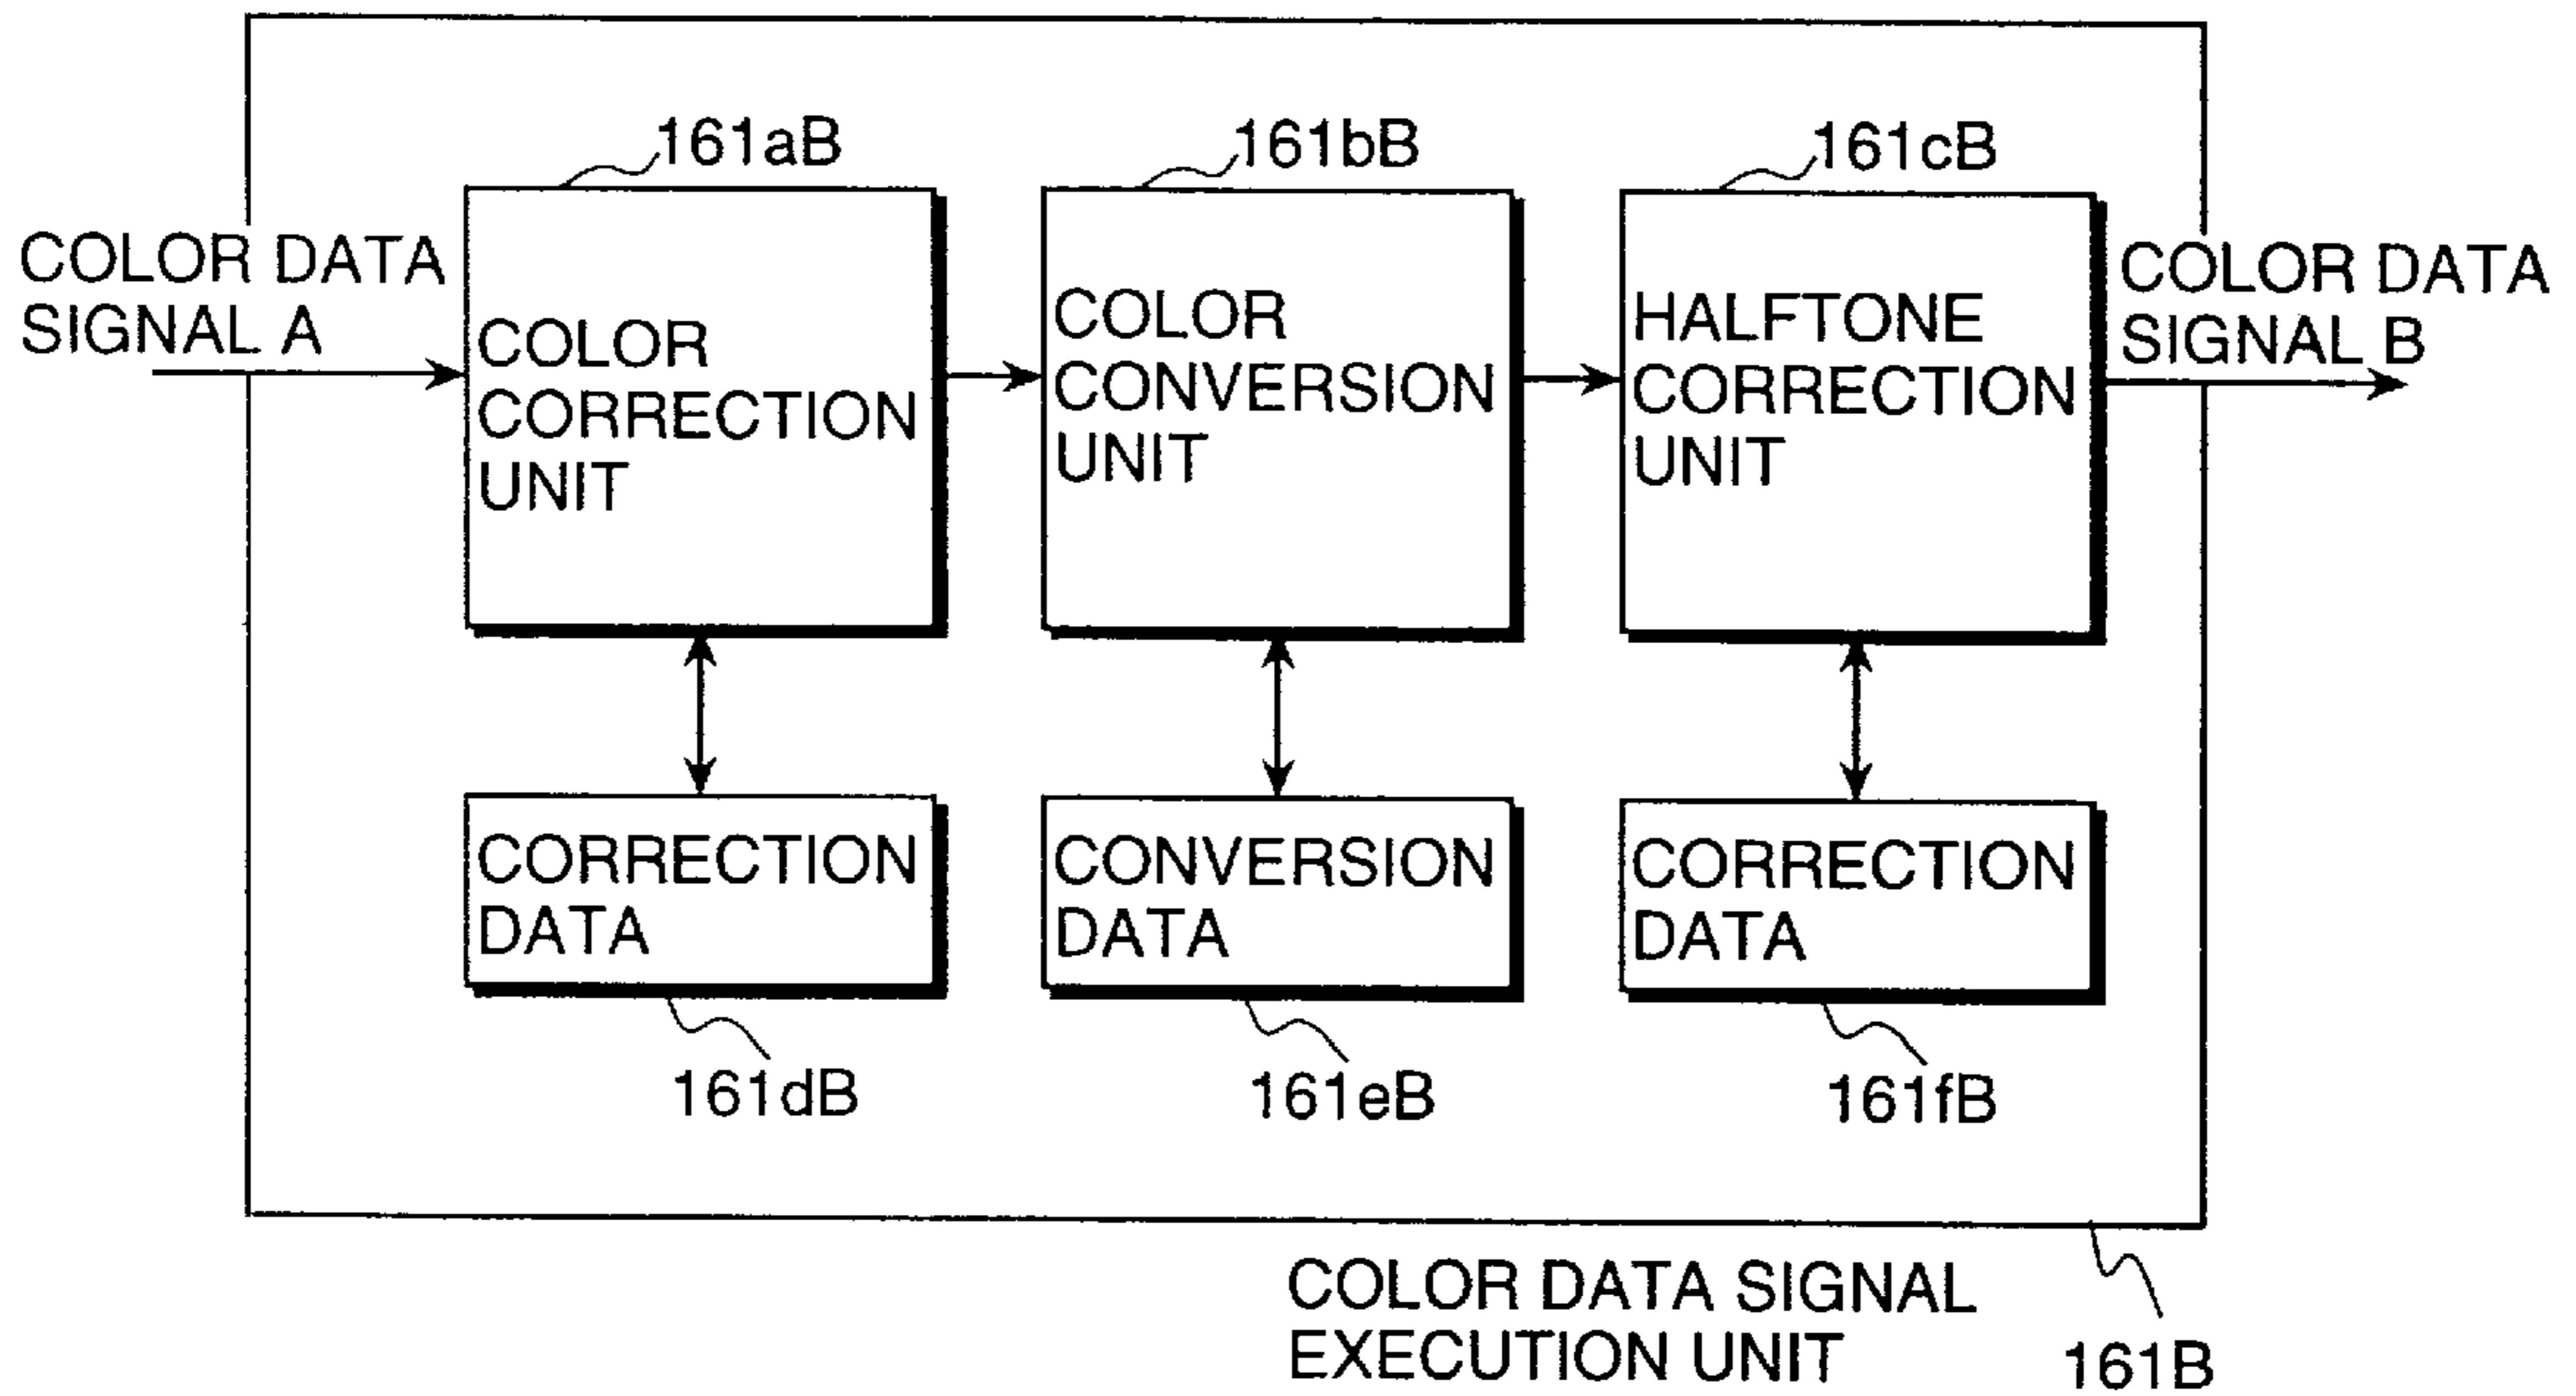 161aB
161bB
161cB
COLOR DATA
SIGNAL A
COLOR
CORRECTION
UNIT
COLOR
CONVERSION
UNIT
HALFTONE
CORRECTION
UNIT
COLOR DATA
SIGNAL B
CORRECTION
DATA
CONVERSION
DATA
CORRECTION
DATA
161dB
161eB
161fB
COLOR DATA SIGNAL
EXECUTION UNIT
161B